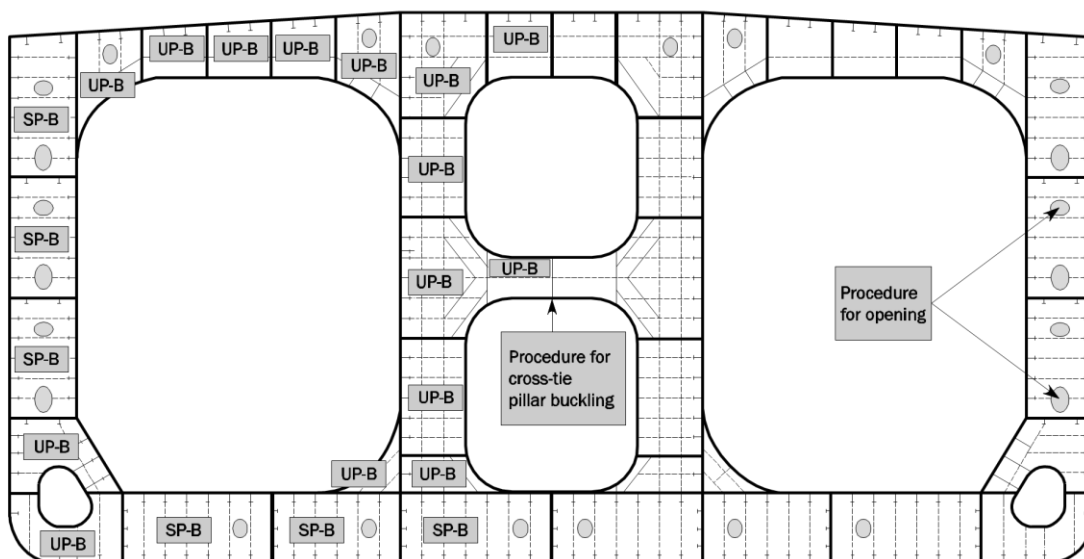 UP-B UP-B UP-B UP-B
UP-B UP-B UP-B
SP-B
UP-B
SP-B
UP-B
UP-B
Procedure
for opening
SP-B
Procedure for
cross-tie
pillar buckling
UP-B
UP-B
UP-B
UP-B
SP-B
SP-B
SP-B
UP-B